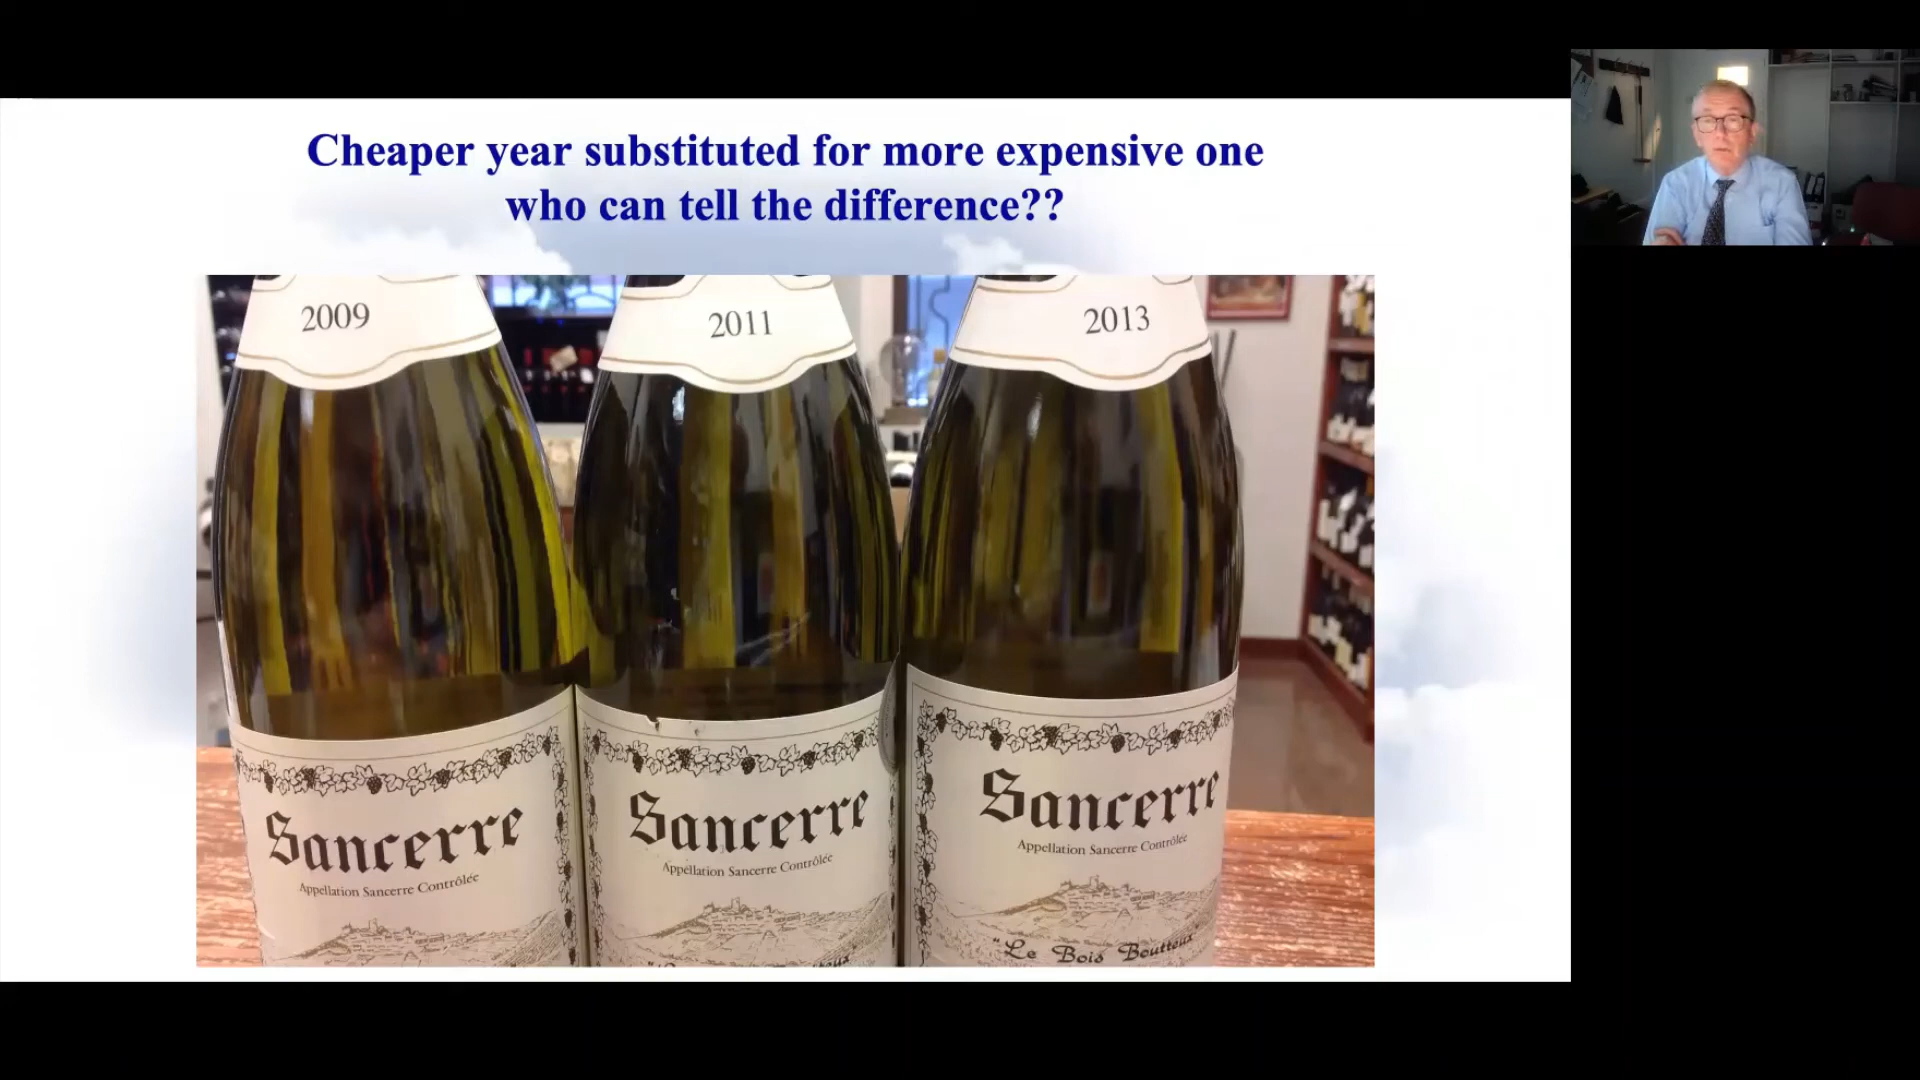 Cheaper year substituted for more expensive one
who can tell the difference??
2009
2011
2013
Sancerre
Appellation Sancerre Contrôlée
Sancerre
Appellation Sancerre Contrôlée
Sancerre
Appellation Sancerre Contrôlée
"Le Bois Boutteux"